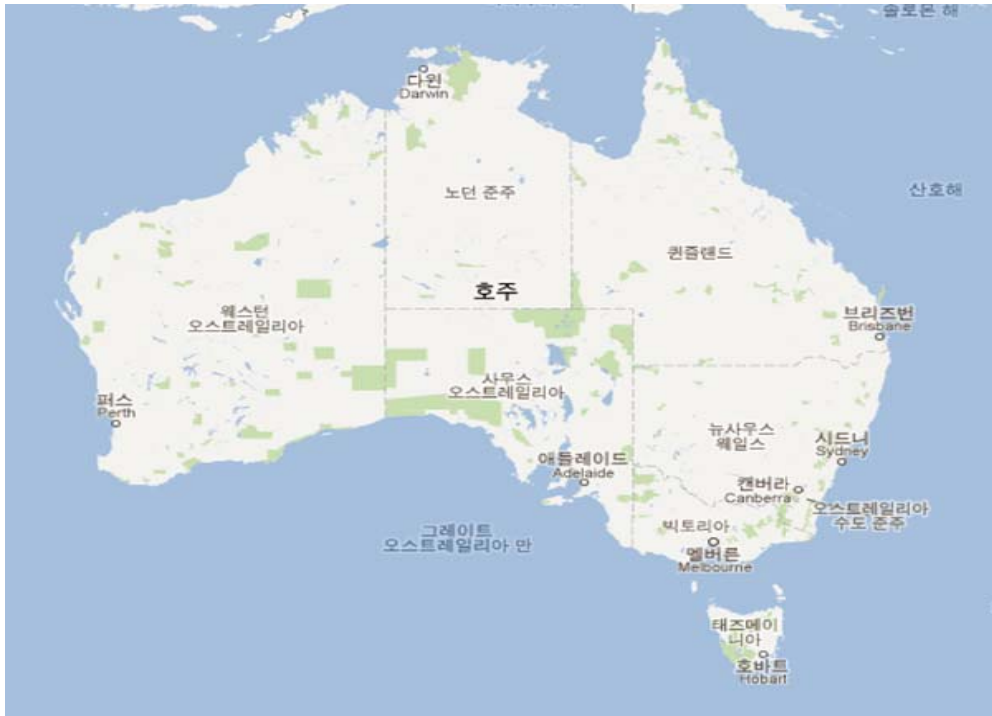 솔로몬 해
다윈
Darwin
노던 준주
산호해
퀸즐랜드
호주
웨스턴
오스트레일리아
브리즈번
Brisbane
사우스
오스트레일리아
퍼스
Perth
뉴사우스
웨일스
시드니
Sydney
애들레이드
Adelaide
캔버라
Canberra
오스트레일리아
수도 준주
그레이트
오스트레일리아 만
빅토리아
멜버른
Melbourne
태즈메이
니아
호바트
Hobart